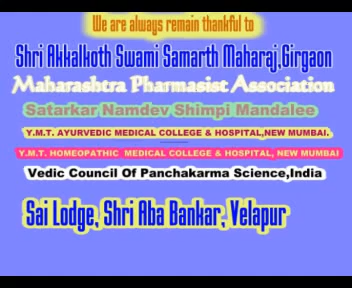 We are always remain thankful to
Shri Akkalkoth Swami Samarth Maharaj,Girgaon
Maharashtra Pharmasist Association
Satarkar Namdev Shimpi Mandalee
Y.M.T. AYURVEDIC MEDICAL COLLEGE & HOSPITAL,NEW MUMBAI.
Y.M.T. HOMEOPATHIC MEDICAL COLLEGE & HOSPITAL, NEW MUMBAI
Vedic Council Of Panchakarma Science,India
Sai Lodge, Shri Aba Bankar, Velapur